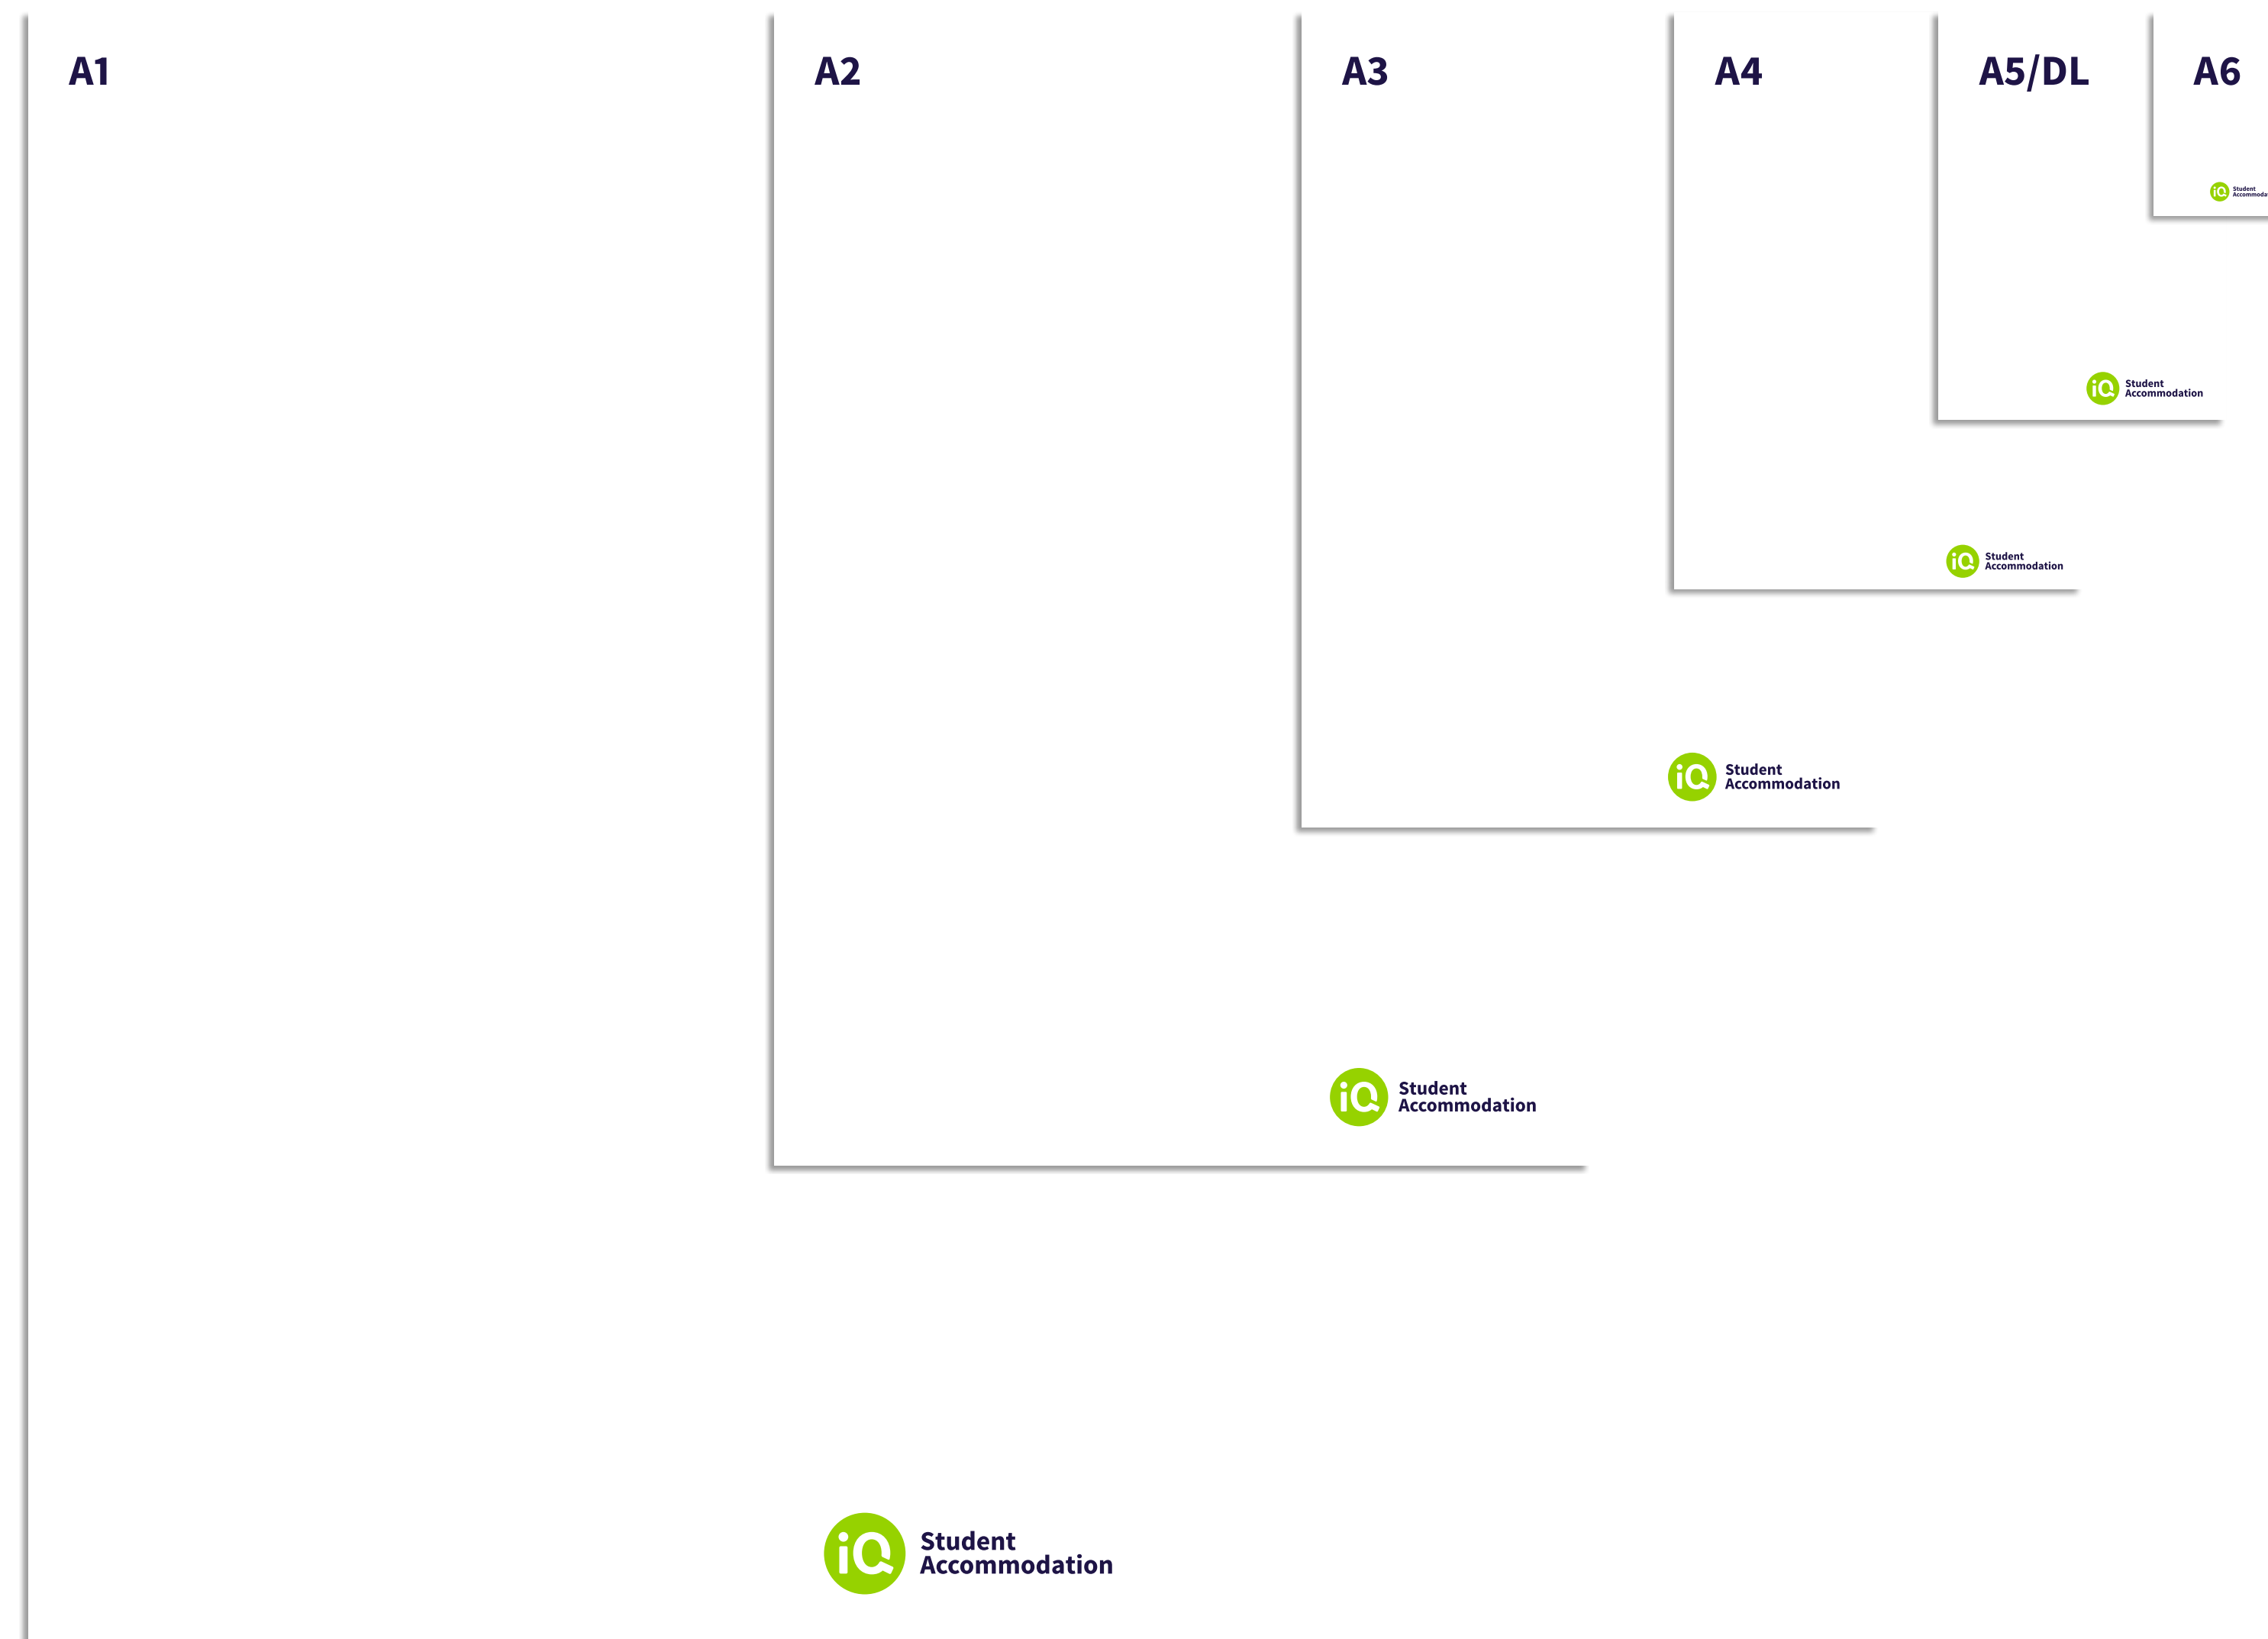 A1
A2
A3
A4
A5/DL
A6
iQ Student
Accommoda
iQ Student
Accommodation
iQ Student
Accommodation
iQ Student
Accommodation
iQ Student
Accommodation
iQ Student
Accommodation